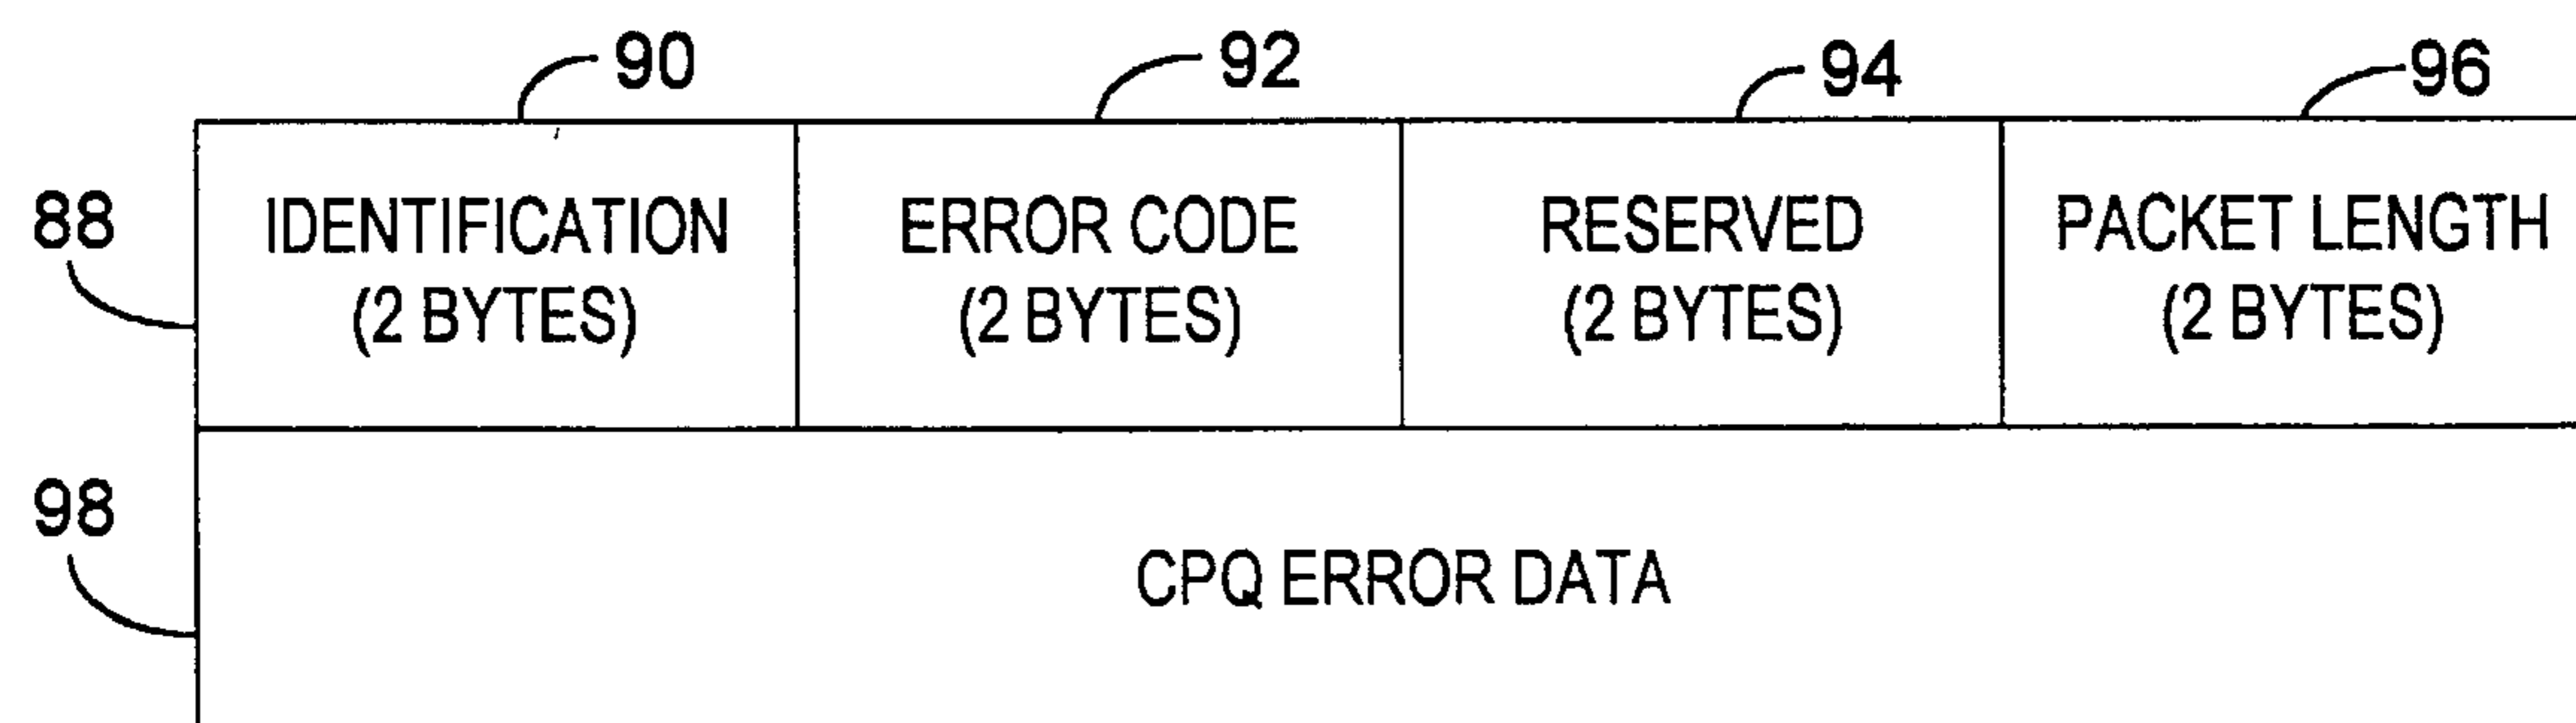 90 92 94 96
88
IDENTIFICATION
(2 BYTES)
ERROR CODE
(2 BYTES)
RESERVED
(2 BYTES)
PACKET LENGTH
(2 BYTES)
98
CPQ ERROR DATA